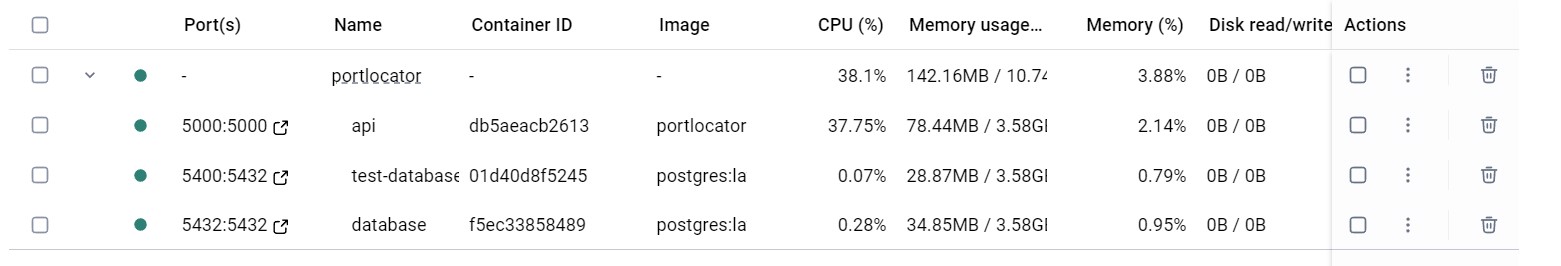 Port(s) Name Container ID Image CPU (%) Memory usage... Memory (%) Disk read/write Actions
- portlocator - - 38.1% 142.16MB / 10.74 3.88% 0B / 0B
5000:5000 api db5aeacb2613 portlocator 37.75% 78.44MB / 3.58G 2.14% 0B / 0B
5400:5432 test-database 01d40d8f5245 postgres:la 0.07% 28.87MB / 3.58G 0.79% 0B / 0B
5432:5432 database f5ec33858489 postgres:la 0.28% 34.85MB / 3.58G 0.95% 0B / 0B